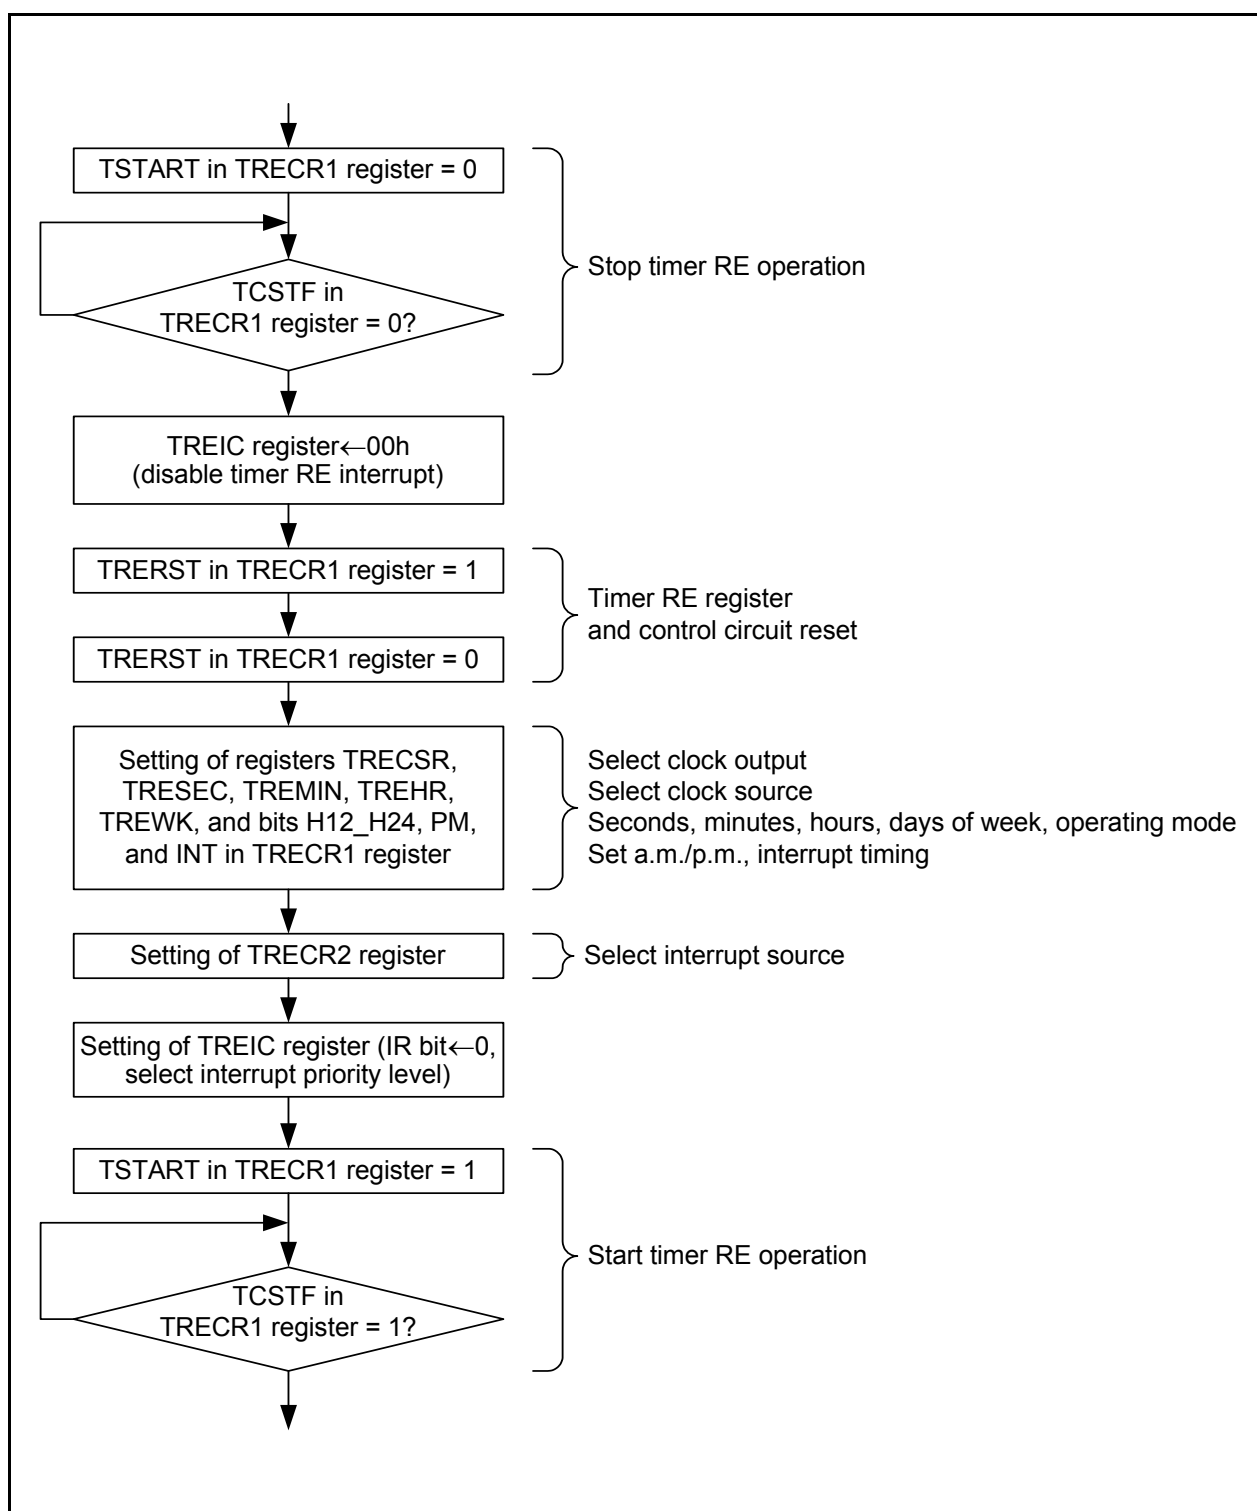 TSTART in TRECR1 register = 0
Stop timer RE operation
TCSTF in
TRECR1 register = 0?
TREIC register←00h
(disable timer RE interrupt)
TRERST in TRECR1 register = 1
Timer RE register
and control circuit reset
TRERST in TRECR1 register = 0
Setting of registers TRECSR,
TRESEC, TREMIN, TREHR,
TREWK, and bits H12_H24, PM,
and INT in TRECR1 register
Select clock output
Select clock source
Seconds, minutes, hours, days of week, operating mode
Set a.m./p.m., interrupt timing
Setting of TRECR2 register
Select interrupt source
Setting of TREIC register (IR bit←0,
select interrupt priority level)
TSTART in TRECR1 register = 1
Start timer RE operation
TCSTF in
TRECR1 register = 1?